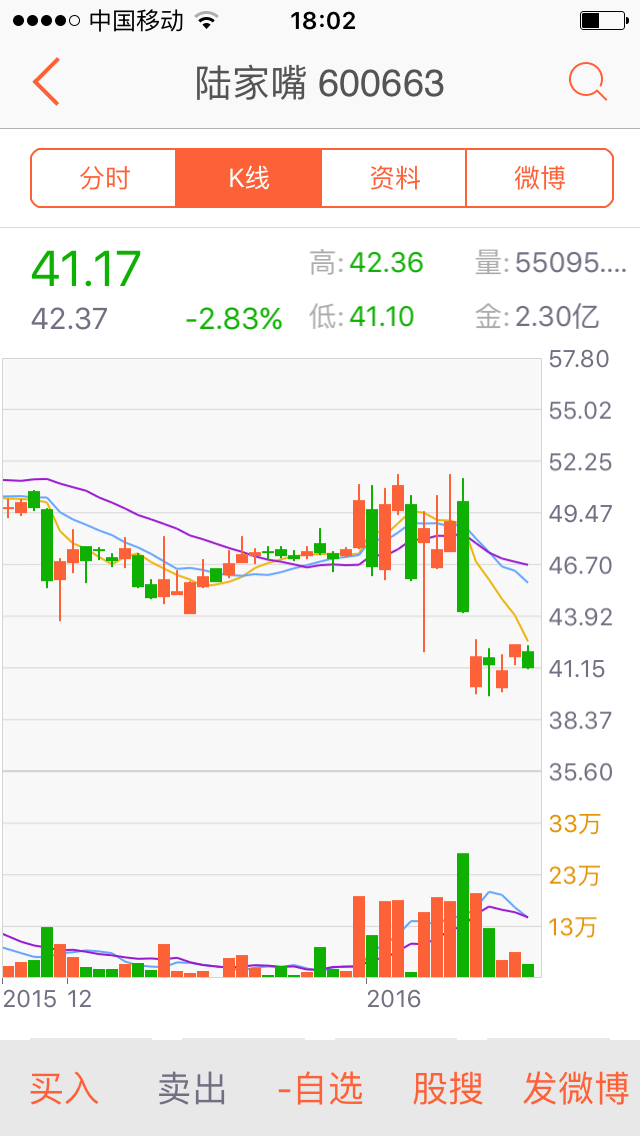 中国移动 18:02
陆家嘴 600663
分时 K线 资料 微博
41.17 高: 42.36 量: 55095....
42.37 -2.83% 低: 41.10 金: 2.30亿
57.80
55.02
52.25
49.47
46.70
43.92
41.15
38.37
35.60
33万
23万
13万
2015 12 2016
买入 卖出 -自选 股搜 发微博